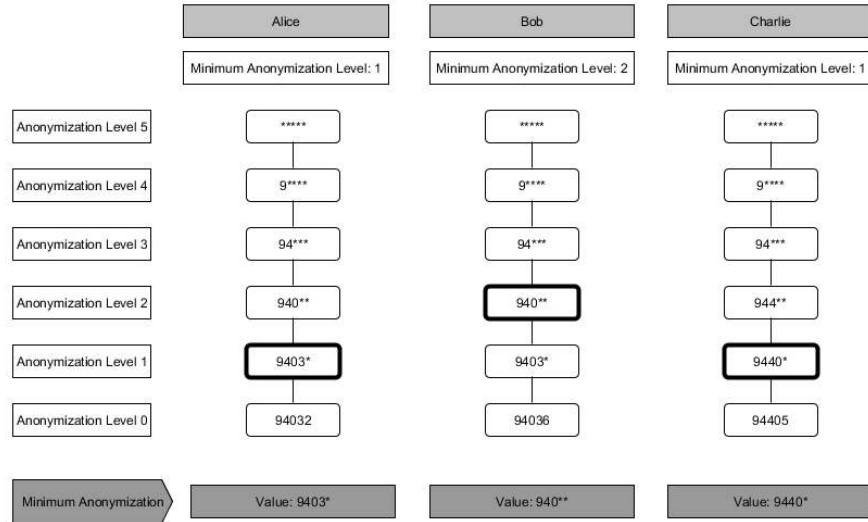 Alice Bob Charlie
Minimum Anonymization Level: 1 Minimum Anonymization Level: 2 Minimum Anonymization Level: 1
Anonymization Level 5 ***** ***** *****
Anonymization Level 4 9**** 9**** 9****
Anonymization Level 3 94*** 94*** 94***
Anonymization Level 2 940** 940** 944**
Anonymization Level 1 9403* 9403* 9440*
Anonymization Level 0 94032 94036 94405
Minimum Anonymization Value: 9403* Value: 940** Value: 9440*